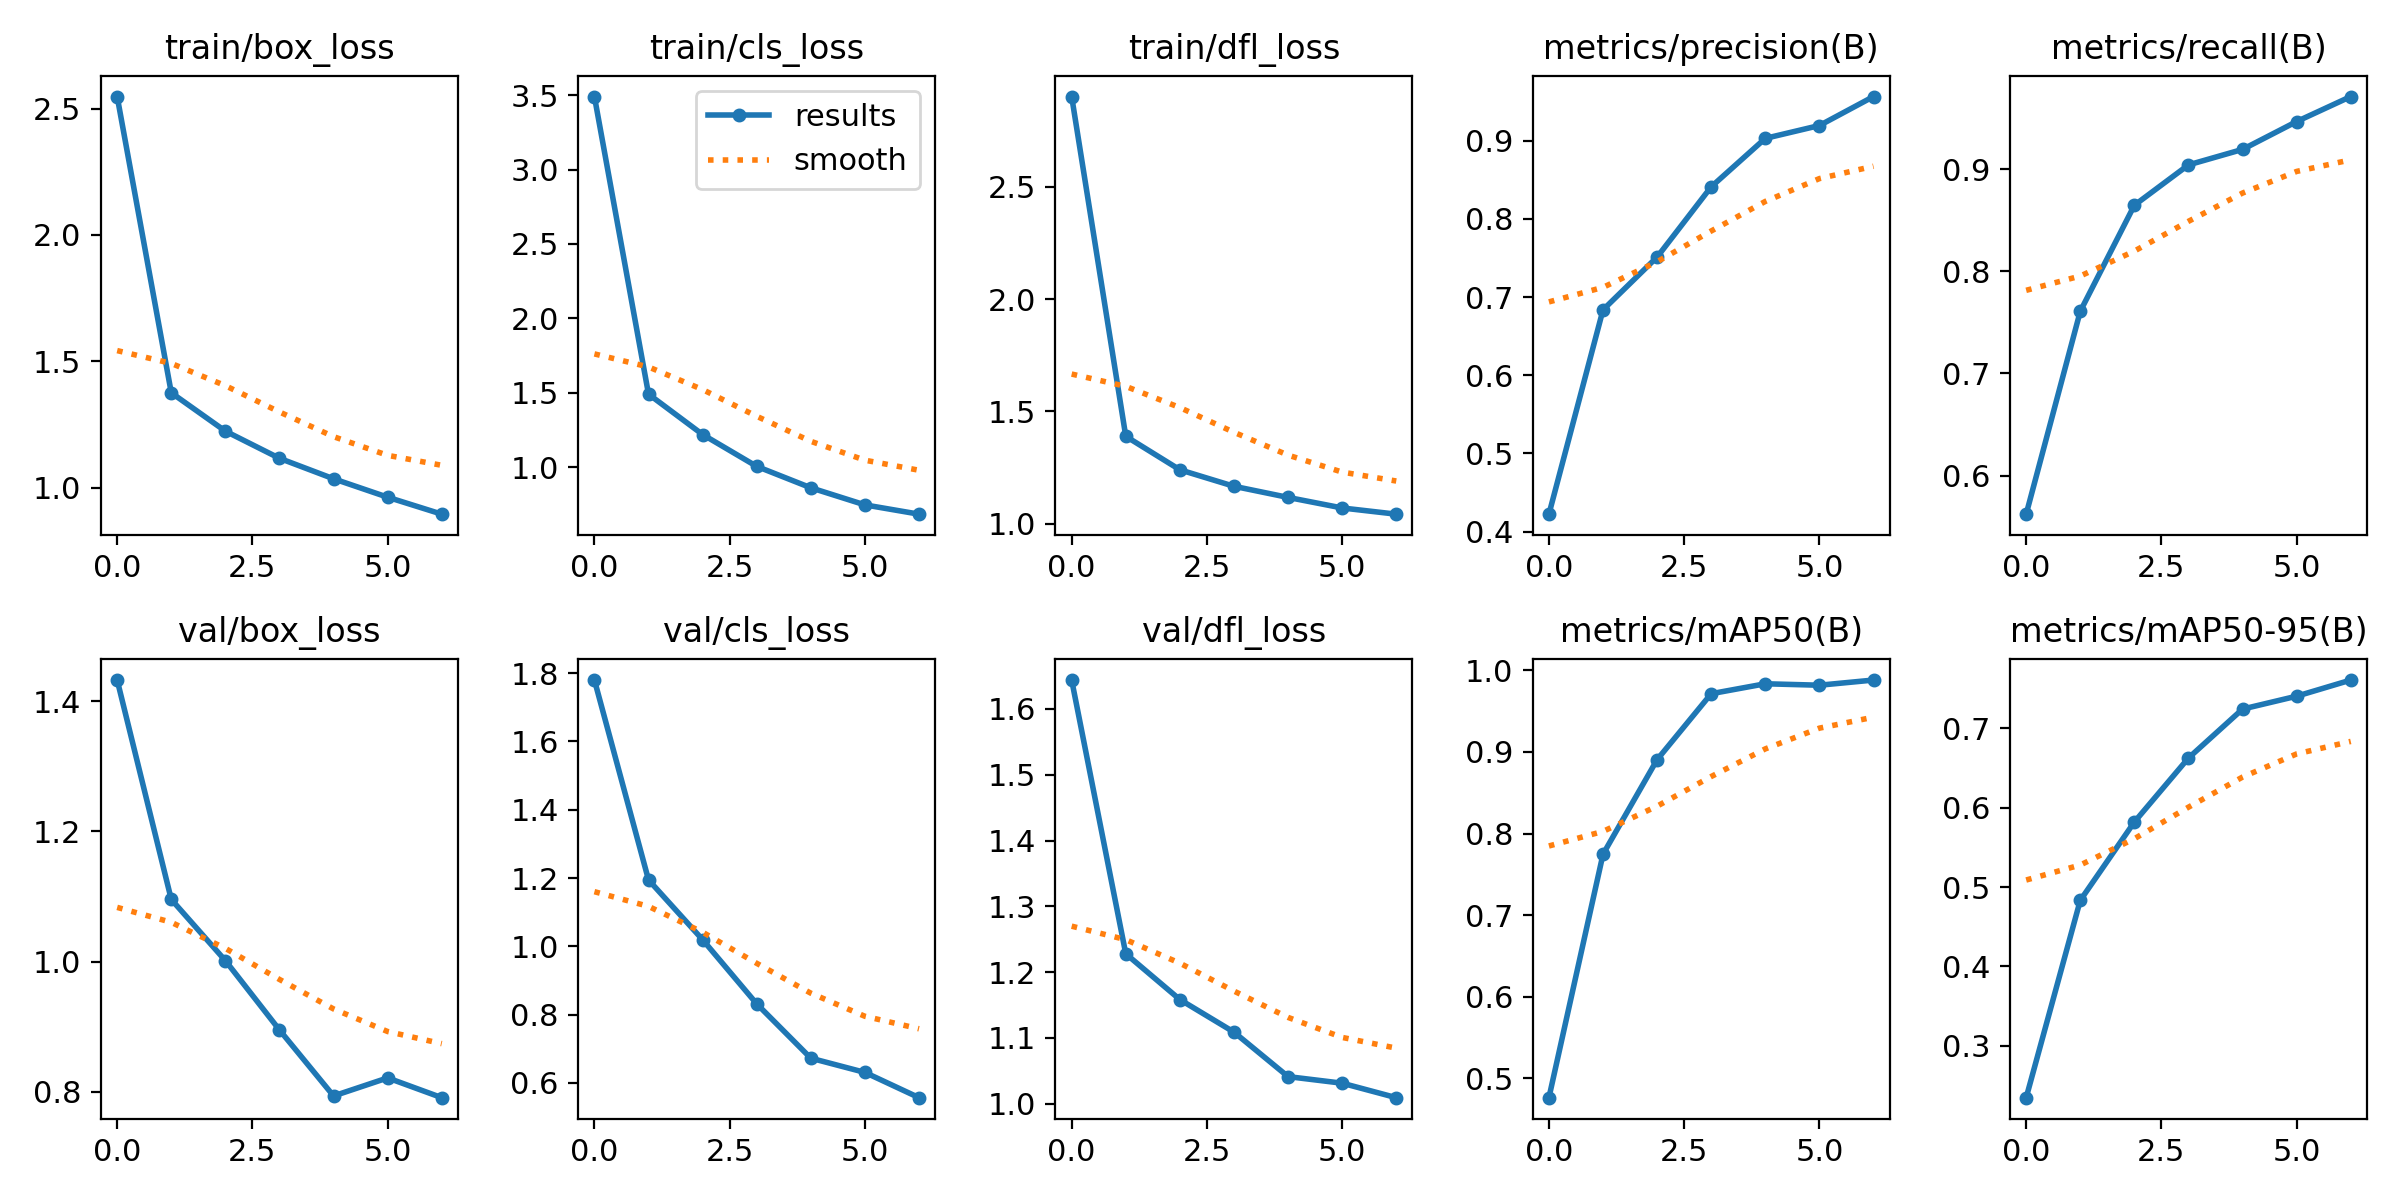 train/box_loss
2.5
2.0
1.5
1.0
0.0 2.5 5.0
train/cls_loss
results
smooth
3.5
3.0
2.5
2.0
1.5
1.0
0.0 2.5 5.0
train/dfl_loss
2.5
2.0
1.5
1.0
0.0 2.5 5.0
metrics/precision(B)
0.9
0.8
0.7
0.6
0.5
0.4
0.0 2.5 5.0
metrics/recall(B)
0.9
0.8
0.7
0.6
0.0 2.5 5.0
val/box_loss
1.4
1.2
1.0
0.8
0.0 2.5 5.0
val/cls_loss
1.8
1.6
1.4
1.2
1.0
0.8
0.6
0.0 2.5 5.0
val/dfl_loss
1.6
1.5
1.4
1.3
1.2
1.1
1.0
0.0 2.5 5.0
metrics/mAP50(B)
1.0
0.9
0.8
0.7
0.6
0.5
0.0 2.5 5.0
metrics/mAP50-95(B)
0.7
0.6
0.5
0.4
0.3
0.0 2.5 5.0